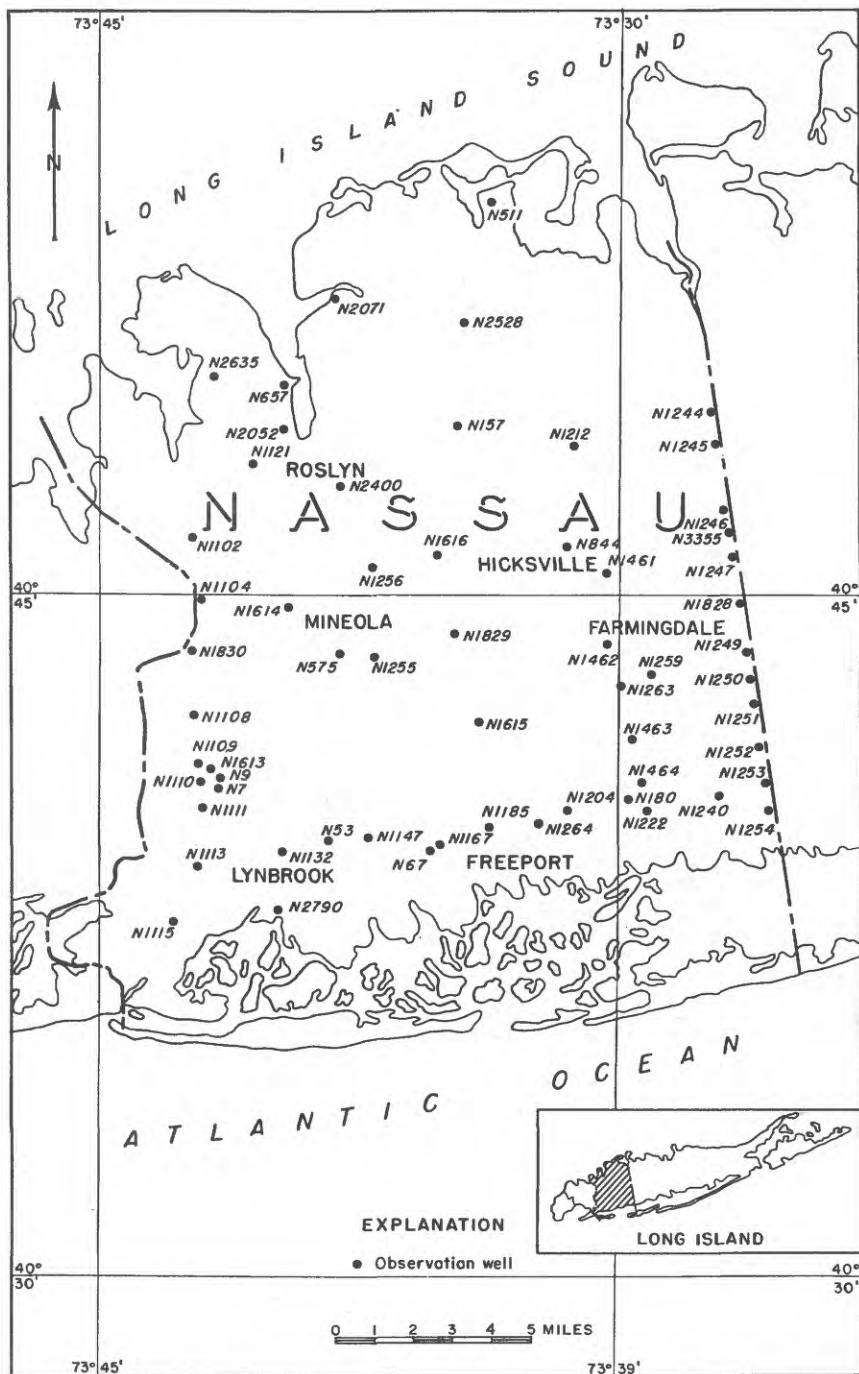 73°45'
73°30'
LONG ISLAND SOUND
N
N511
N2071
N2528
N2635
N657
N1244
N2052
N157
N1212
N1245
N1121
ROSLYN
N2400
NASSAU
N1246
N1102
N1616
N844
N3355
HICKSVILLE
N1461
N1247
N1256
40°
45'
40°
45'
N1104
N1614
N1828
MINEOLA
N1829
FARMINGDALE
N1830
N575
N1255
N1462
N1259
N1249
N1263
N1250
N1108
N1615
N1251
N1463
N1252
N1109
N1613
N1110
N9
N7
N1464
N1253
N1111
N1204
N180
N1240
N1185
N1264
N1222
N1254
N53
N1147
N1167
N1113
N1132
N67
FREEPORT
LYNBROOK
N2790
N1115
ATLANTIC OCEAN
LONG ISLAND
EXPLANATION
Observation well
40°
30'
40°
30'
0 1 2 3 4 5 MILES
73°45'
73°39'